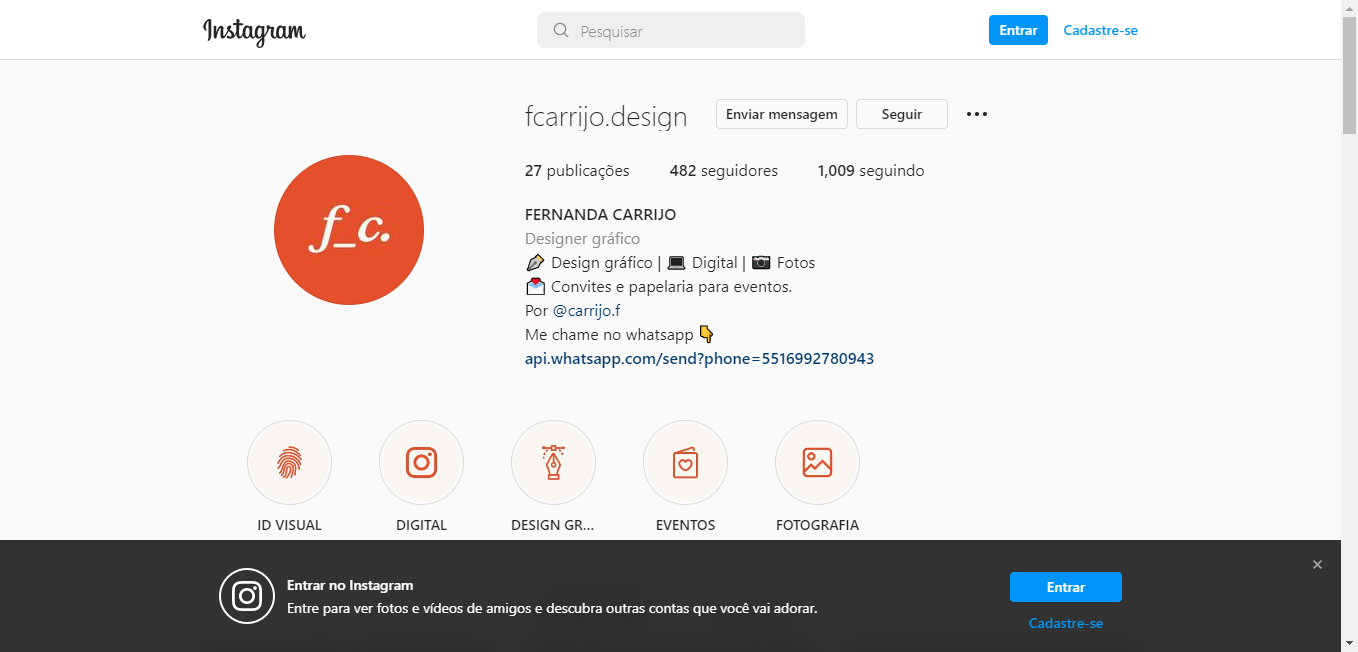 Instagram
Pesquisar
Entrar
Cadastre-se
fcarrijo.design
Enviar mensagem
Seguir
27 publicações 482 seguidores 1,009 seguindo
f_c.
FERNANDA CARRIJO
Designer gráfico
Design gráfico | 💻 Digital | 📷 Fotos
💌 Convites e papelaria para eventos.
Por @carrijo.f
Me chame no whatsapp 👇
api.whatsapp.com/send?phone=5516992780943
ID VISUAL
DIGITAL
DESIGN GR...
EVENTOS
FOTOGRAFIA
Entrar no Instagram
Entre para ver fotos e vídeos de amigos e descubra outras contas que você vai adorar.
Entrar
Cadastre-se